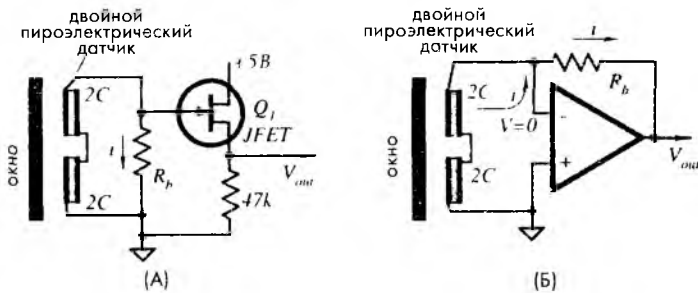 двойной
пироэлектрический
датчик
+5В
2C
Q₁
JFET
i
R_b
окно
V_out
2C
47k
(А)
двойной
пироэлектрический
датчик
i
R_b
2C
i
V=0
-
+
окно
V_out
2C
(Б)